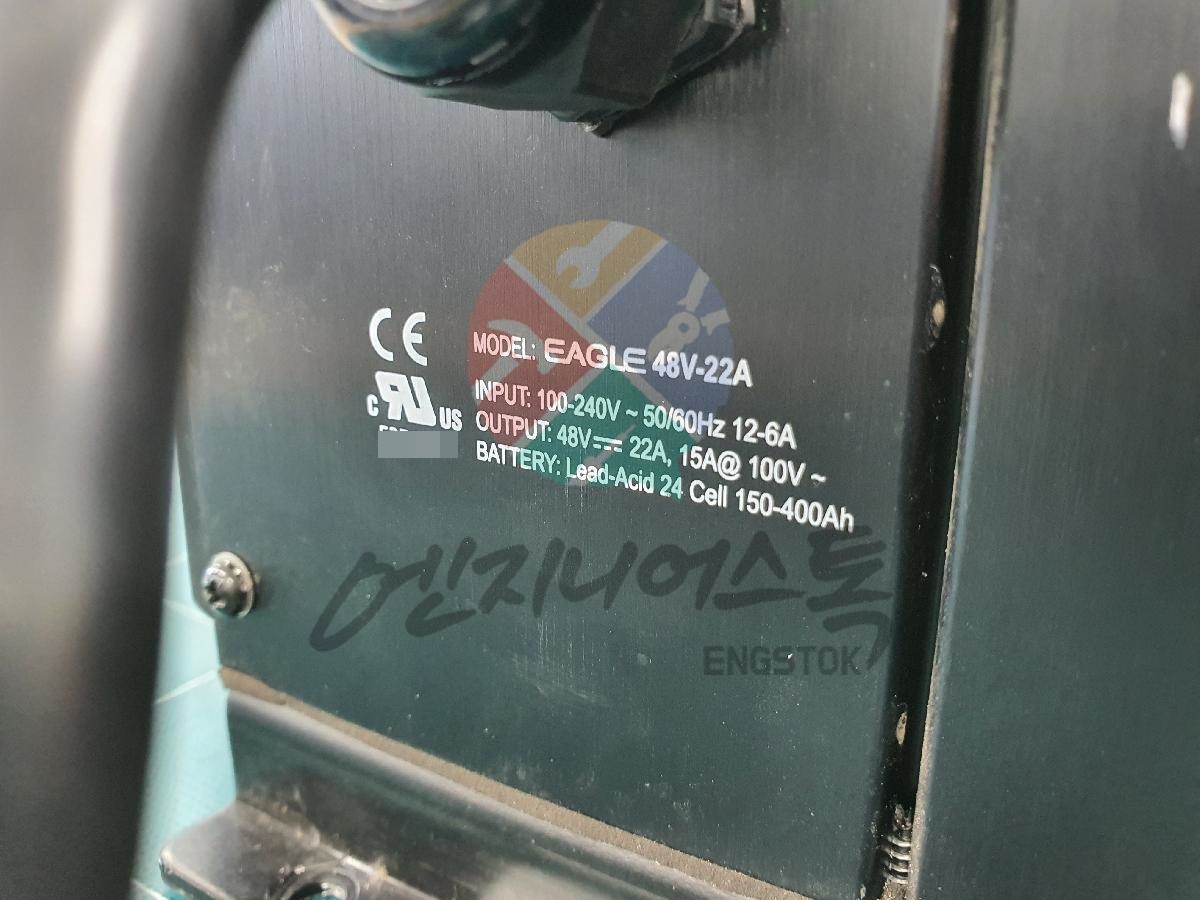 CE
C RU US
MODEL: EAGLE 48V-22A
INPUT: 100-240V ~ 50/60Hz 12-6A
OUTPUT: 48V⎓ 22A, 15A@ 100V ~
BATTERY: Lead-Acid 24 Cell 150-400Ah
엔지니어스톡
ENGSTOK